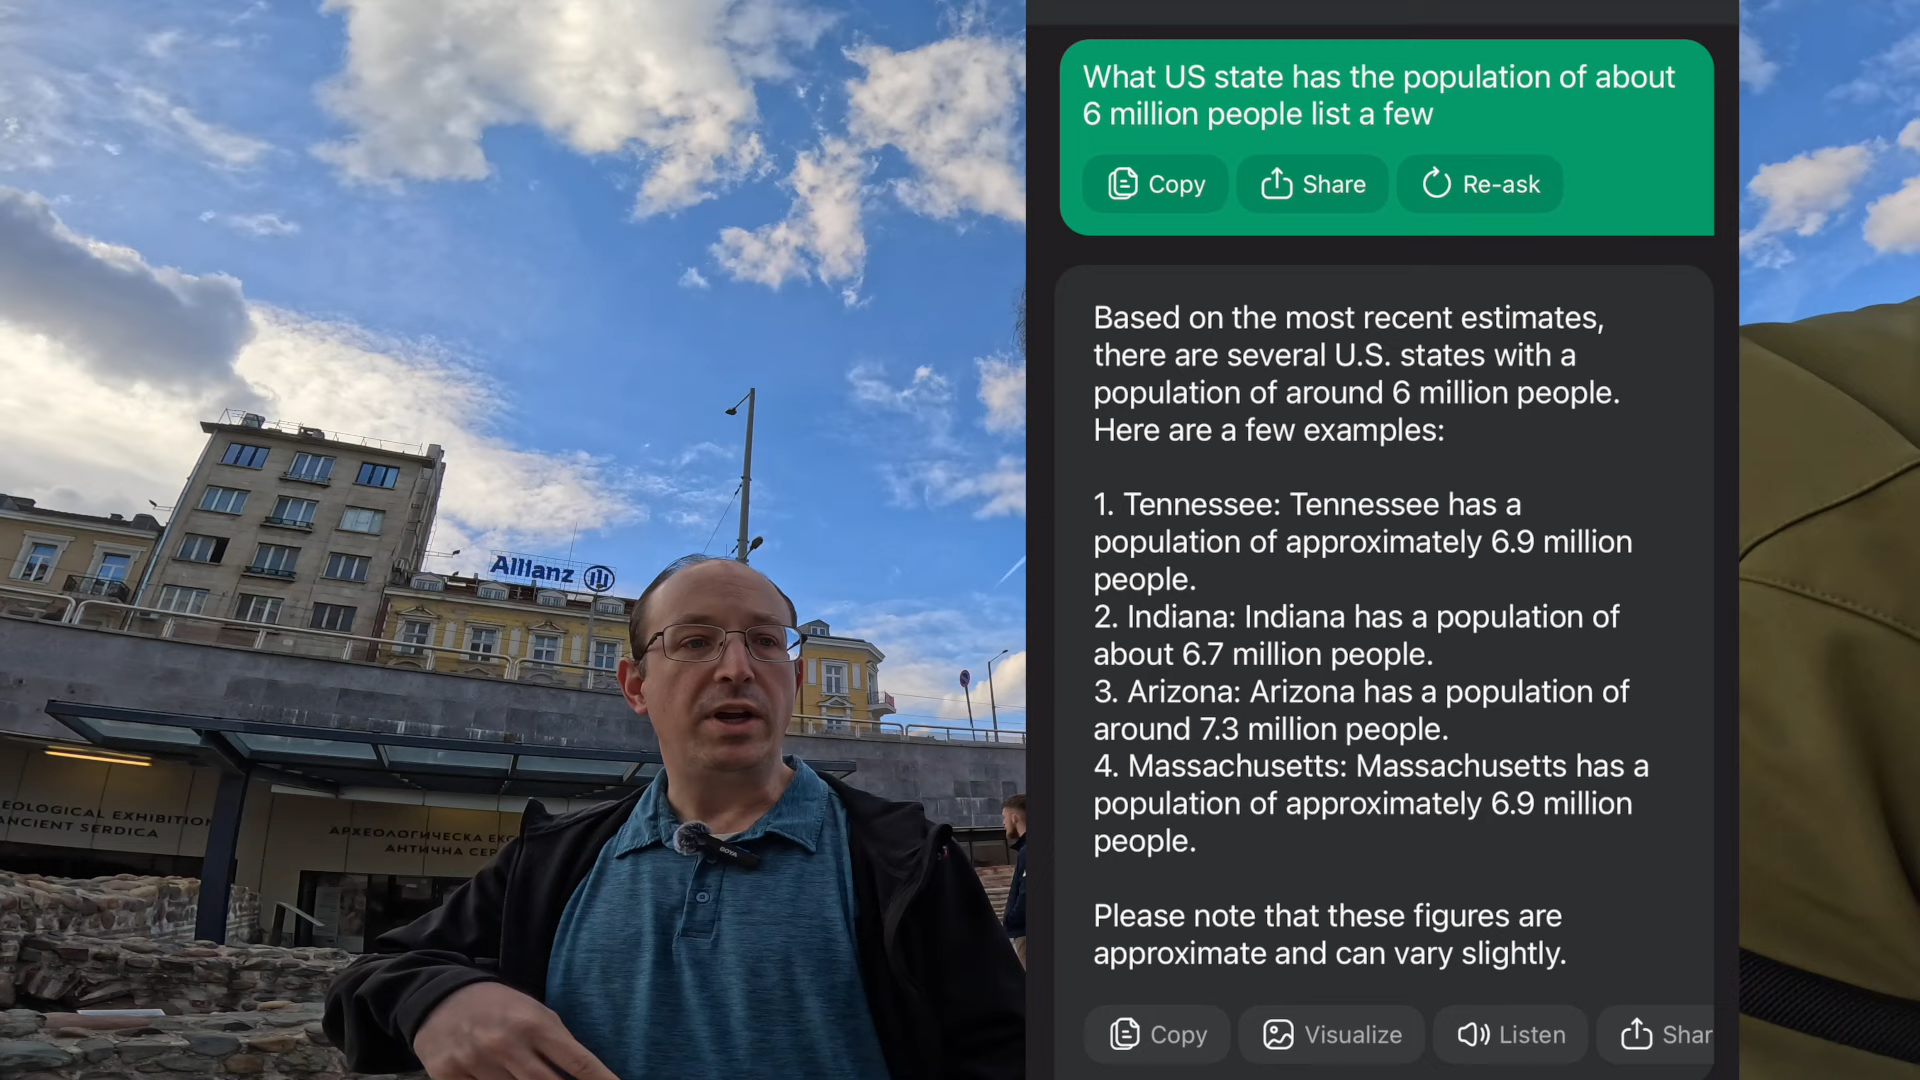 Allianz
EOLOGICAL EXHIBITION
ANCIENT SERDICA
АРХЕОЛОГИЧЕСКА
АНТИЧНА
BOYA
What US state has the population of about
6 million people list a few
Copy
Share
Re-ask
Based on the most recent estimates,
there are several U.S. states with a
population of around 6 million people.
Here are a few examples:
1. Tennessee: Tennessee has a
population of approximately 6.9 million
people.
2. Indiana: Indiana has a population of
about 6.7 million people.
3. Arizona: Arizona has a population of
around 7.3 million people.
4. Massachusetts: Massachusetts has a
population of approximately 6.9 million
people.
Please note that these figures are
approximate and can vary slightly.
Copy
Visualize
Listen
Shar